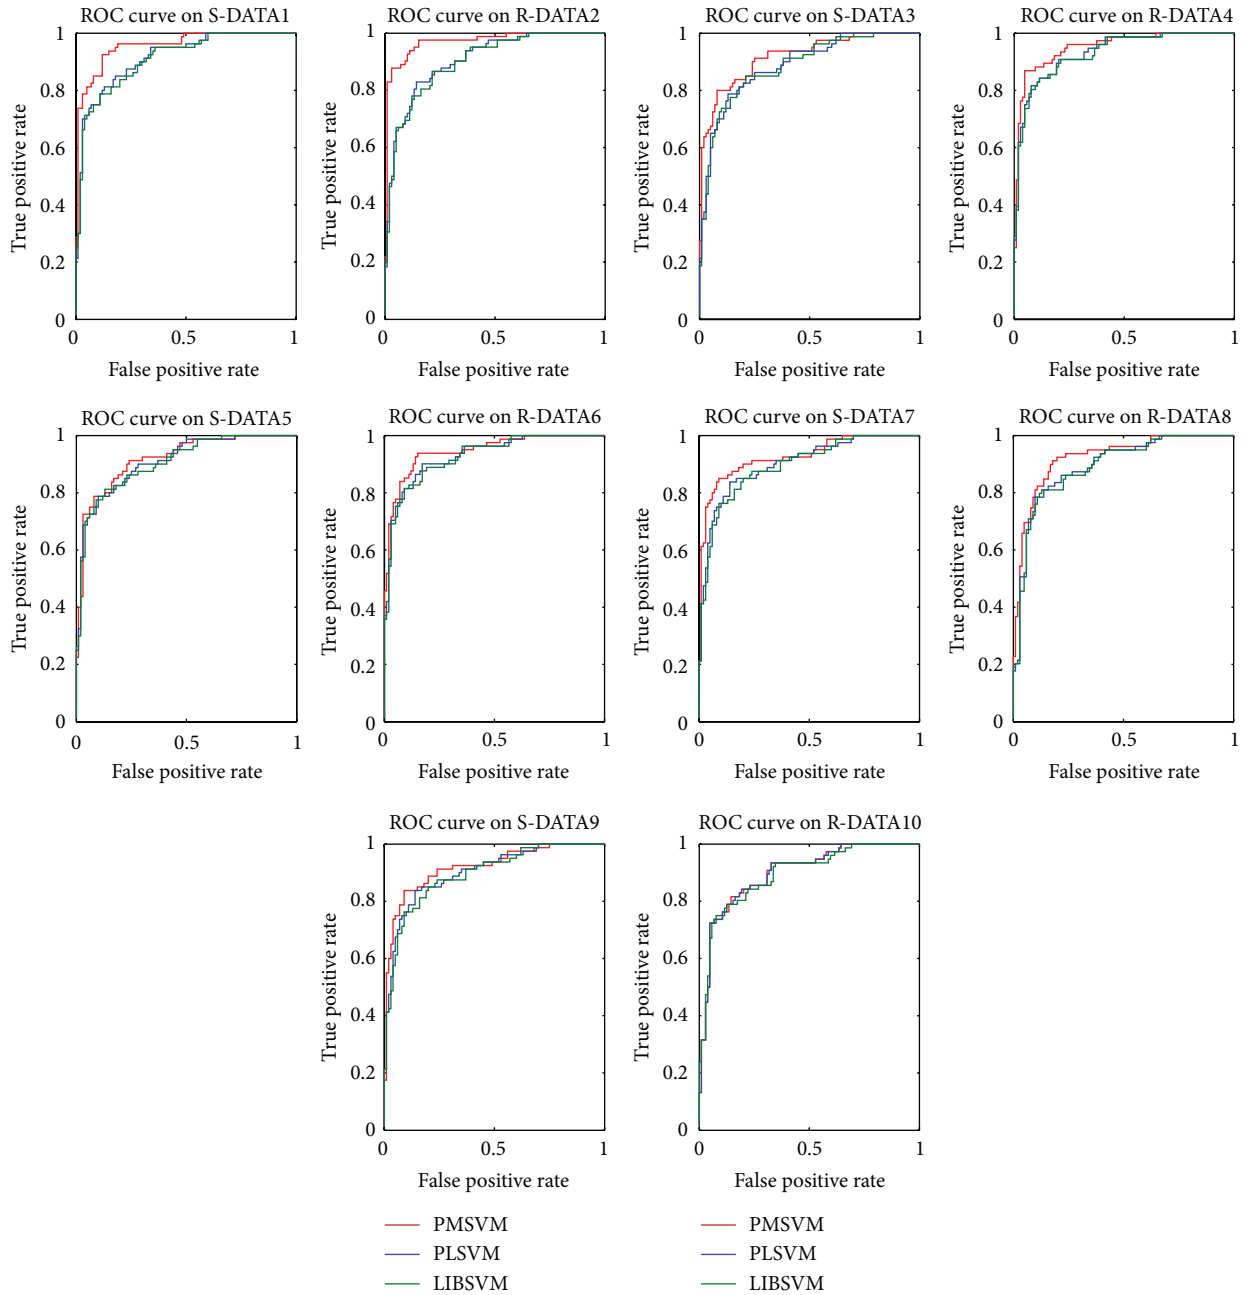 ROC curve on S-DATA1
True positive rate
1
0.8
0.6
0.4
0.2
0
0 0.5 1
False positive rate
ROC curve on R-DATA2
True positive rate
1
0.8
0.6
0.4
0.2
0
0 0.5 1
False positive rate
ROC curve on S-DATA3
True positive rate
1
0.8
0.6
0.4
0.2
0
0 0.5 1
False positive rate
ROC curve on R-DATA4
True positive rate
1
0.8
0.6
0.4
0.2
0
0 0.5 1
False positive rate
ROC curve on S-DATA5
True positive rate
1
0.8
0.6
0.4
0.2
0
0 0.5 1
False positive rate
ROC curve on R-DATA6
True positive rate
1
0.8
0.6
0.4
0.2
0
0 0.5 1
False positive rate
ROC curve on S-DATA7
True positive rate
1
0.8
0.6
0.4
0.2
0
0 0.5 1
False positive rate
ROC curve on R-DATA8
True positive rate
1
0.8
0.6
0.4
0.2
0
0 0.5 1
False positive rate
ROC curve on S-DATA9
True positive rate
1
0.8
0.6
0.4
0.2
0
0 0.5 1
False positive rate
PMSVM
PLSVM
LIBSVM
ROC curve on R-DATA10
True positive rate
1
0.8
0.6
0.4
0.2
0
0 0.5 1
False positive rate
PMSVM
PLSVM
LIBSVM